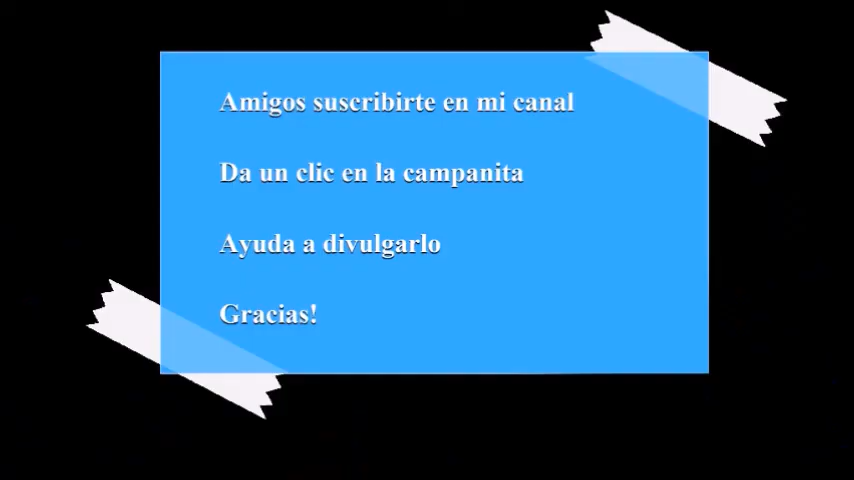 Amigos suscribirte en mi canal
Da un clic en la campanita
Ayuda a divulgarlo
Gracias!